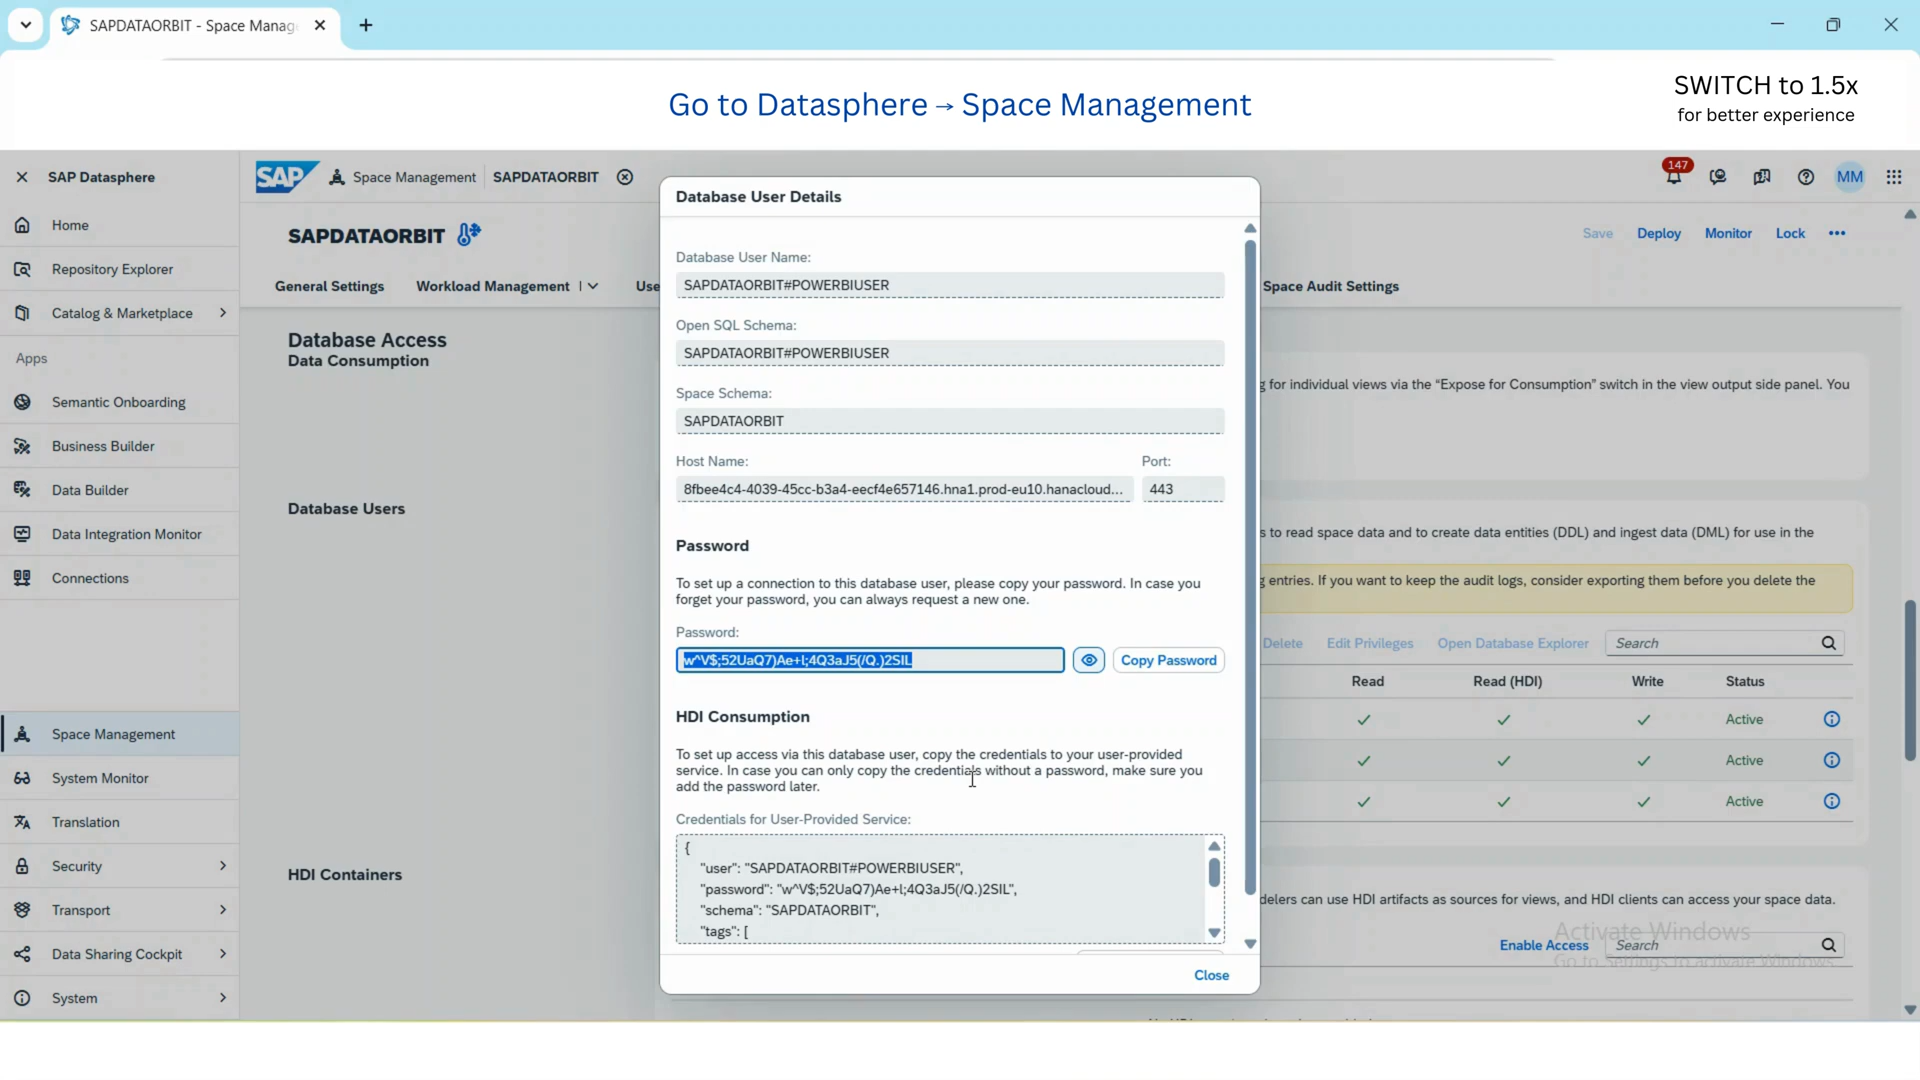 SAPDATAORBIT - Space Manag
Go to Datasphere → Space Management
SWITCH to 1.5x
for better experience
SAP Datasphere
SAP
Space Management
SAPDATAORBIT
147
MM
Home
Repository Explorer
Catalog & Marketplace
Apps
Semantic Onboarding
Business Builder
Data Builder
Data Integration Monitor
Connections
Space Management
System Monitor
Translation
Security
Transport
Data Sharing Cockpit
System
SAPDATAORBIT
Save
Deploy
Monitor
Lock
General Settings
Workload Management
Use
Space Audit Settings
Database Access
Data Consumption
g for individual views via the “Expose for Consumption” switch in the view output side panel. You
Database Users
s to read space data and to create data entities (DDL) and ingest data (DML) for use in the
g entries. If you want to keep the audit logs, consider exporting them before you delete the
Delete
Edit Privileges
Open Database Explorer
Search
Read
Read (HDI)
Write
Status
Active
Active
Active
HDI Containers
delers can use HDI artifacts as sources for views, and HDI clients can access your space data.
Enable Access
Search
Activate Windows
Go to Settings to activate Windows.
Database User Details
Database User Name:
SAPDATAORBIT#POWERBIUSER
Open SQL Schema:
SAPDATAORBIT#POWERBIUSER
Space Schema:
SAPDATAORBIT
Host Name:
Port:
8fbee4c4-4039-45cc-b3a4-eecf4e657146.hna1.prod-eu10.hanacloud...
443
Password
To set up a connection to this database user, please copy your password. In case you
forget your password, you can always request a new one.
Password:
w^V$;52UaQ7)Ae+l;4Q3aJ5(/Q.)2SIL
Copy Password
HDI Consumption
To set up access via this database user, copy the credentials to your user-provided
service. In case you can only copy the credentials without a password, make sure you
add the password later.
Credentials for User-Provided Service:
{
"user": "SAPDATAORBIT#POWERBIUSER",
"password": "w^V$;52UaQ7)Ae+l;4Q3aJ5(/Q.)2SIL",
"schema": "SAPDATAORBIT",
"tags": [
Close